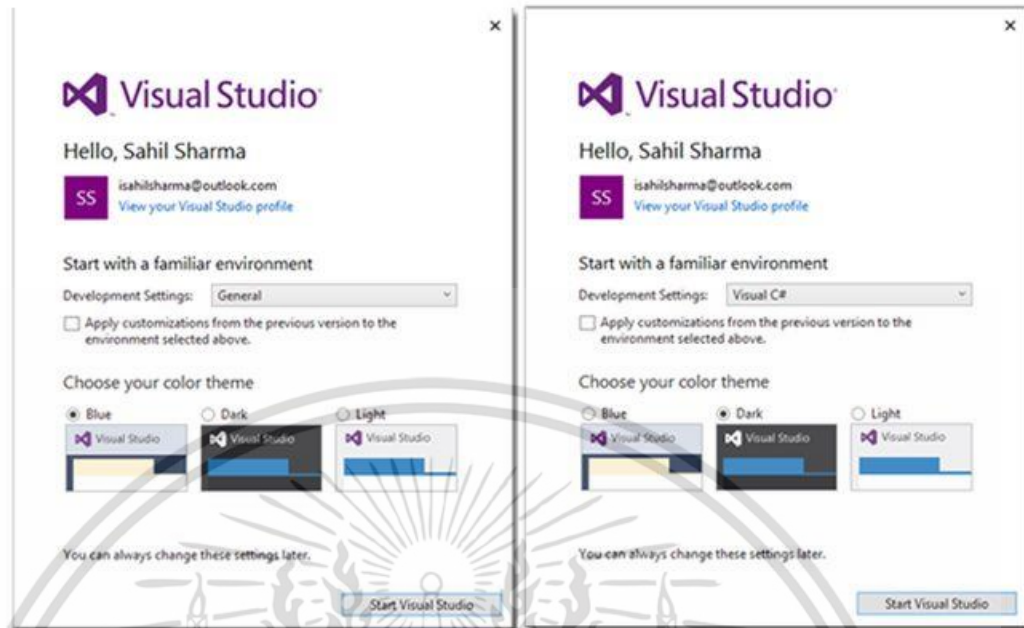 Visual Studio
Hello, Sahil Sharma
SS
isahilsharma@outlook.com
View your Visual Studio profile
Start with a familiar environment
Development Settings: General
Apply customizations from the previous version to the
environment selected above.
Choose your color theme
Blue Dark Light
Visual Studio Visual Studio Visual Studio
You can always change these settings later.
Start Visual Studio
Visual Studio
Hello, Sahil Sharma
SS
isahilsharma@outlook.com
View your Visual Studio profile
Start with a familiar environment
Development Settings: Visual C#
Apply customizations from the previous version to the
environment selected above.
Choose your color theme
Blue Dark Light
Visual Studio Visual Studio Visual Studio
You can always change these settings later.
Start Visual Studio